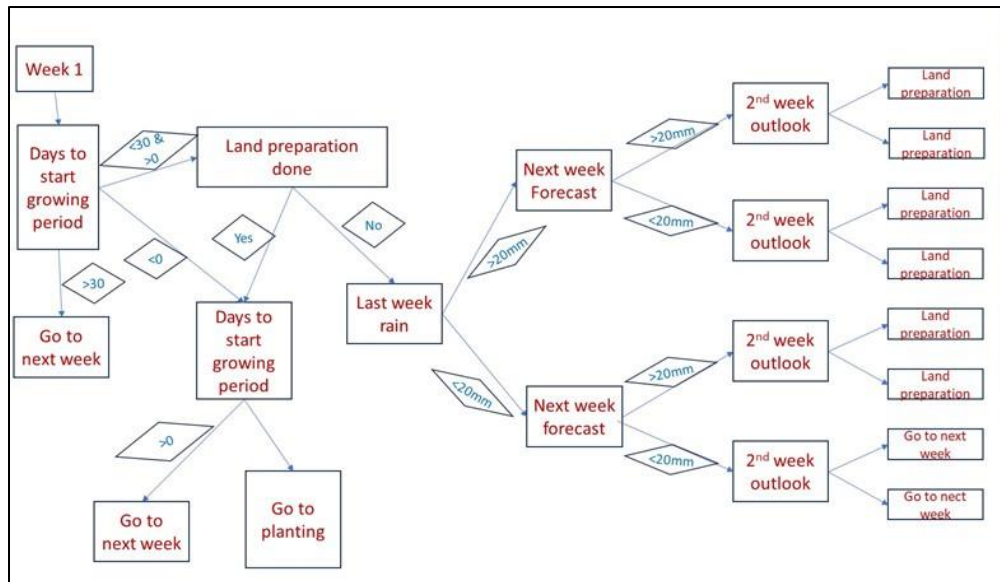 Week 1
Days to
start
growing
period
<30 &
>0
Land preparation
done
>30
<0
Yes
No
Go to
next week
Days to
start
growing
period
>0
Go to
next week
Go to
planting
Last week
rain
>20mm
<20mm
Next week
Forecast
>20mm
<20mm
2nd week
outlook
2nd week
outlook
Land
preparation
Land
preparation
Land
preparation
Land
preparation
Next week
forecast
>20mm
<20mm
2nd week
outlook
2nd week
outlook
Land
preparation
Land
preparation
Go to next
week
Go to nect
week